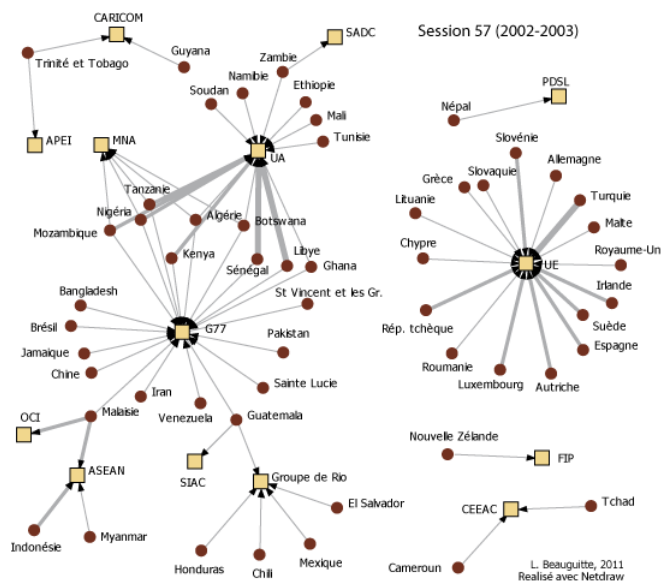 CARICOM
SADC
Session 57 (2002-2003)
Trinité et Tobago
Guyana
Zambie
Namibie
Ethiopie
Soudan
Mali
Tunisie
PDSL
Népal
Slovénie
APEI
MNA
UA
Allemagne
Slovaquie
Grèce
Turquie
Lituanie
Malte
Tanzanie
Nigéria
Algérie
Botswana
Mozambique
Chypre
UE
Royaume-Un
Kenya
Libye
Sénégal
Ghana
Irlande
Bangladesh
St Vincent et les Gr.
Rép. tchèque
Suède
Brésil
G77
Pakistan
Espagne
Jamaique
Roumanie
Chine
Luxembourg
Autriche
Iran
Sainte Lucie
Venezuela
OCI
Malaisie
Guatemala
Nouvelle Zélande
FIP
ASEAN
SIAC
Groupe de Rio
El Salvador
CEEAC
Tchad
Indonésie
Myanmar
Honduras
Chili
Mexique
Cameroun
L. Beauguitte, 2011
Realisé avec Netdraw